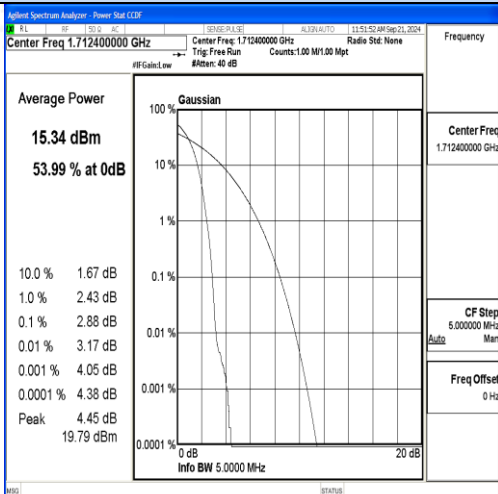 Agilent Spectrum Analyzer - Power Stat CCDF
RL RF 50 Ω AC SENSE:PULSE ALIGN AUTO 11:51:52 AM Sep 21, 2024
Center Freq 1.712400000 GHz
Center Freq: 1.712400000 GHz Radio Std: None
Trig: Free Run Counts:1.00 M/1.00 Mpt
#IFGain:Low #Atten: 40 dB
Frequency
Average Power
15.34 dBm
53.99 % at 0dB
10.0 % 1.67 dB
1.0 % 2.43 dB
0.1 % 2.88 dB
0.01 % 3.17 dB
0.001 % 4.05 dB
0.0001 % 4.38 dB
Peak 4.45 dB
19.79 dBm
Gaussian
100 %
10 %
1 %
0.1 %
0.01 %
0.001 %
0.0001 %
0 dB 20 dB
Info BW 5.0000 MHz
Center Freq
1.712400000 GHz
CF Step
5.000000 MHz
Auto Man
Freq Offset
0 Hz
MSG STATUS